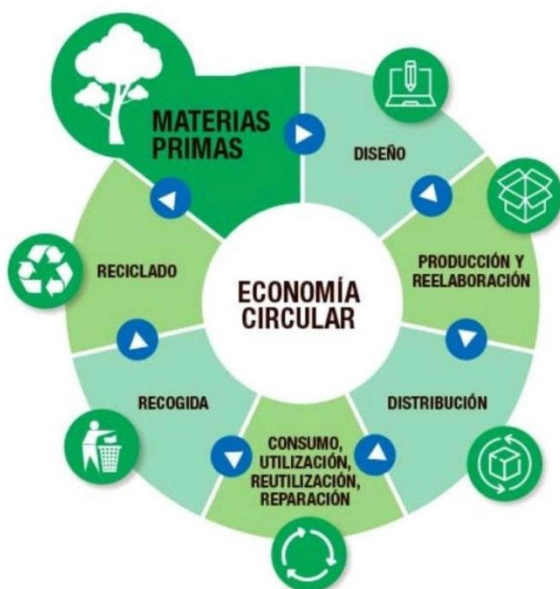 MATERIAS
PRIMAS
DISEÑO
PRODUCCIÓN Y
REELABORACIÓN
DISTRIBUCIÓN
CONSUMO,
UTILIZACIÓN,
REUTILIZACIÓN,
REPARACIÓN
RECOGIDA
RECICLADO
ECONOMÍA
CIRCULAR